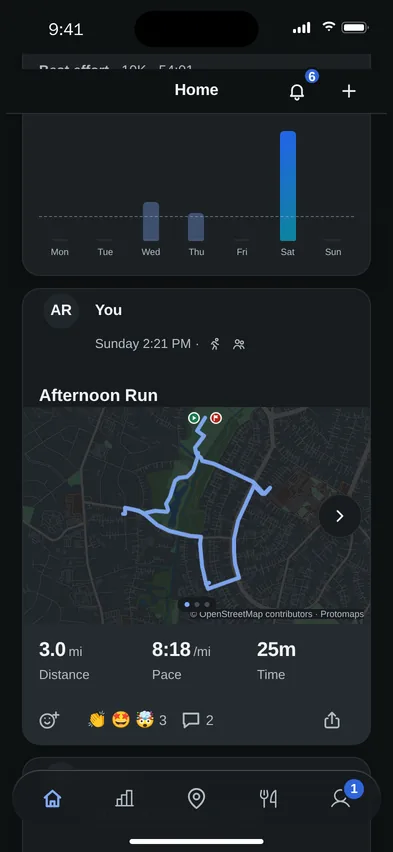 9:41
Home
6
Mon Tue Wed Thu Fri Sat Sun
AR
You
Sunday 2:21 PM ·
Afternoon Run
© OpenStreetMap contributors · Protomaps
3.0 mi
8:18 /mi
25m
Distance
Pace
Time
3
2
1